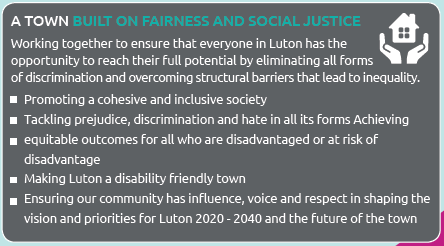 A TOWN BUILT ON FAIRNESS AND SOCIAL JUSTICE
Working together to ensure that everyone in Luton has the
opportunity to reach their full potential by eliminating all forms
of discrimination and overcoming structural barriers that lead to inequality.
Promoting a cohesive and inclusive society
Tackling prejudice, discrimination and hate in all its forms Achieving
equitable outcomes for all who are disadvantaged or at risk of
disadvantage
Making Luton a disability friendly town
Ensuring our community has influence, voice and respect in shaping the
vision and priorities for Luton 2020 - 2040 and the future of the town